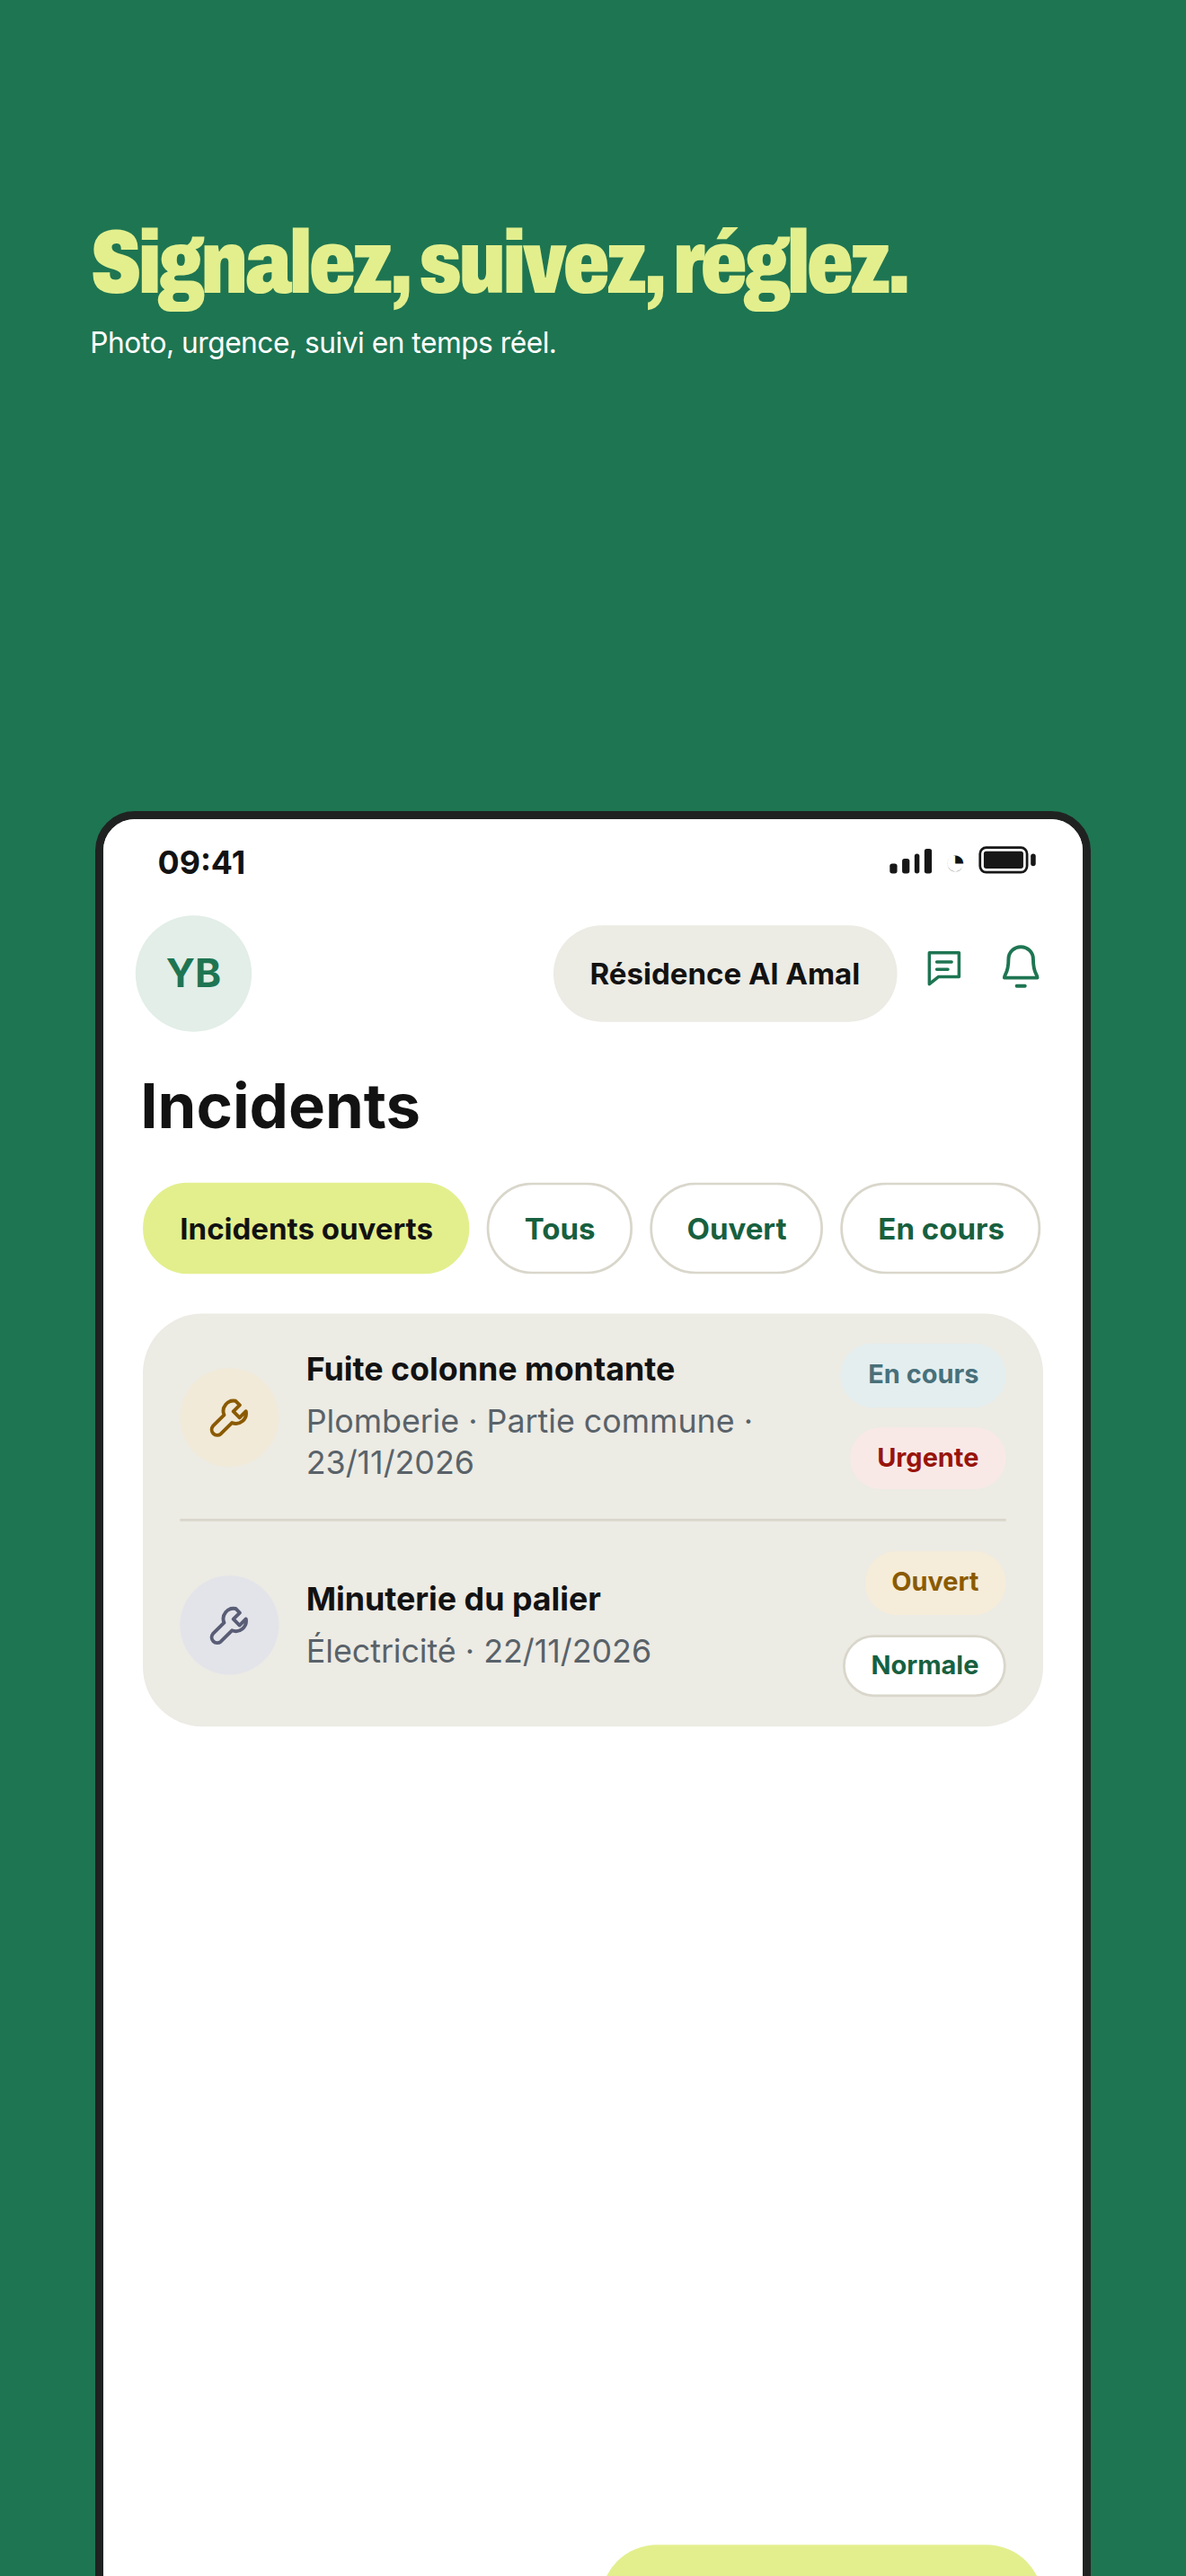 Signalez, suivez, réglez.
Photo, urgence, suivi en temps réel.
09:41
YB
Résidence Al Amal
Incidents
Incidents ouverts
Tous
Ouvert
En cours
Fuite colonne montante
Plomberie · Partie commune ·
23/11/2026
En cours
Urgente
Minuterie du palier
Électricité · 22/11/2026
Ouvert
Normale